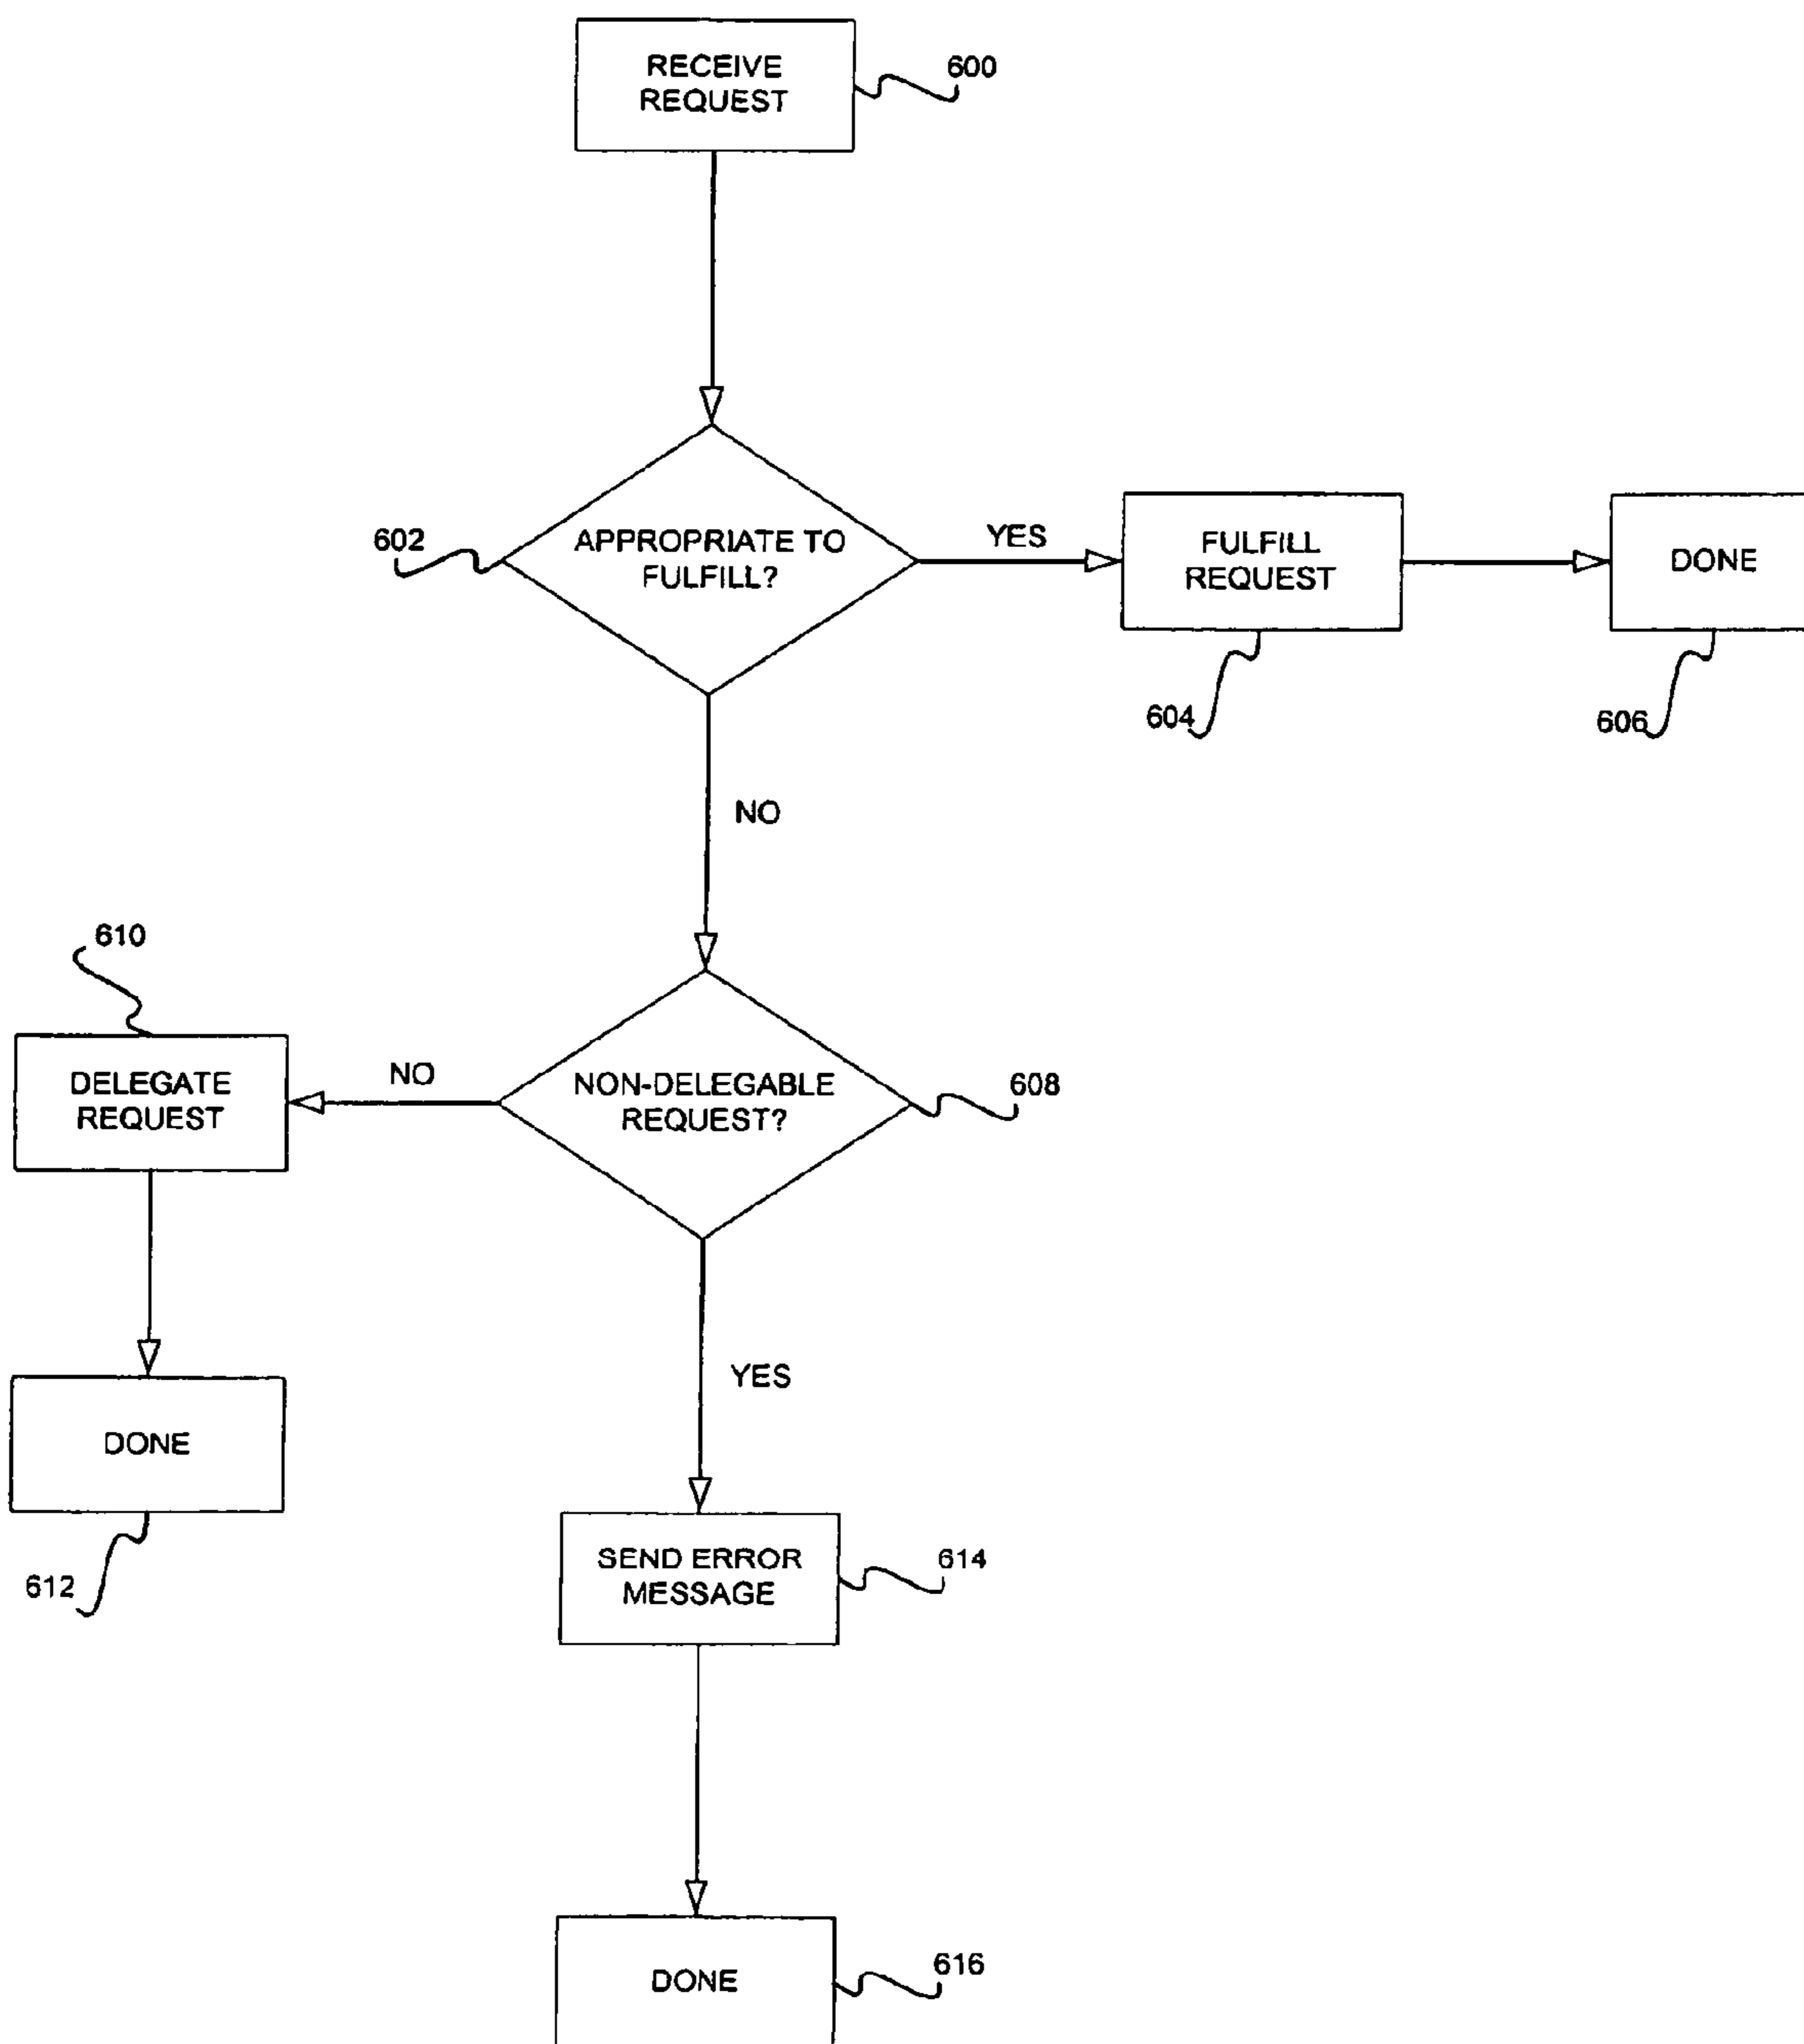 RECEIVE
REQUEST
600
602
APPROPRIATE TO
FULFILL?
YES
FULFILL
REQUEST
DONE
604
606
NO
610
DELEGATE
REQUEST
NO
NON-DELEGABLE
REQUEST?
608
YES
DONE
612
SEND ERROR
MESSAGE
614
DONE
616